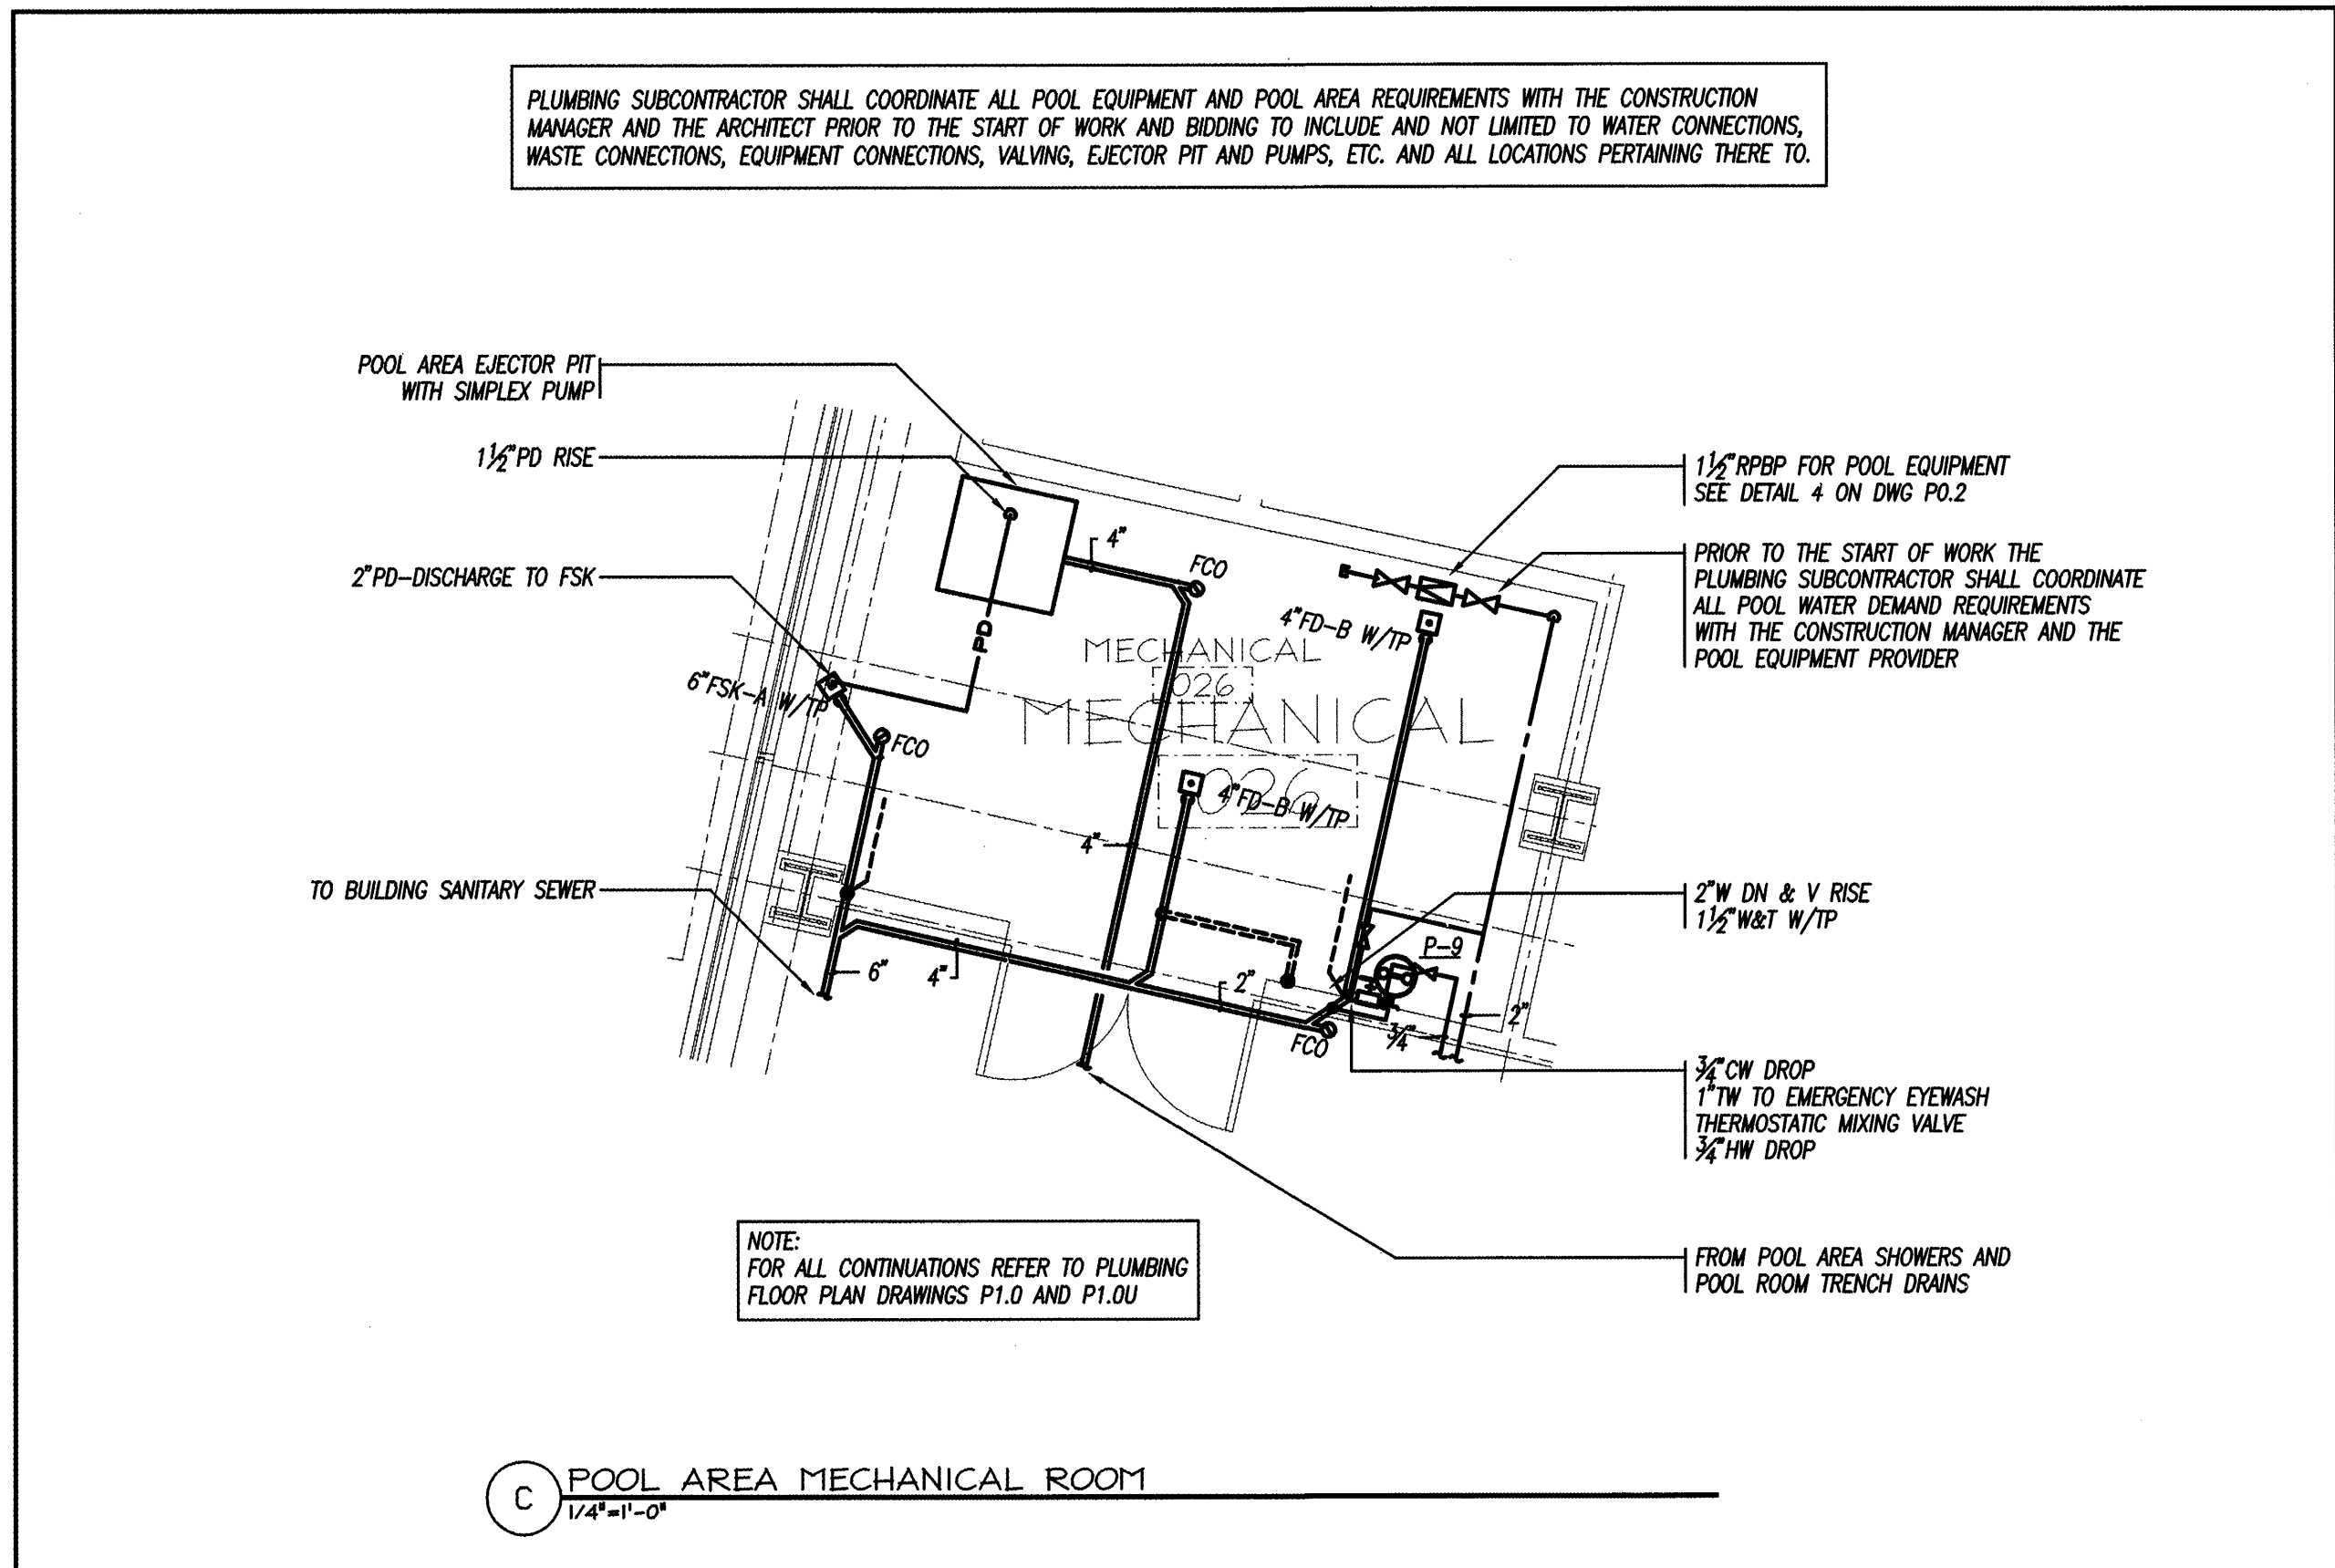 PLUMBING SUBCONTRACTOR SHALL COORDINATE ALL POOL EQUIPMENT AND POOL AREA REQUIREMENTS WITH THE CONSTRUCTION
MANAGER AND THE ARCHITECT PRIOR TO THE START OF WORK AND BIDDING TO INCLUDE AND NOT LIMITED TO WATER CONNECTIONS,
WASTE CONNECTIONS, EQUIPMENT CONNECTIONS, VALVING, EJECTOR PIT AND PUMPS, ETC. AND ALL LOCATIONS PERTAINING THERE TO.
POOL AREA EJECTOR PIT
WITH SIMPLEX PUMP
1½"PD RISE
2"PD-DISCHARGE TO FSK
6"FSK-A W/TP
FCO
TO BUILDING SANITARY SEWER
6"
4"
PD
4"
FCO
MECHANICAL
026
MECHANICAL
026
4"FD-B W/TP
4"FD-B W/TP
4"
2"
FCO
P-9
¾"
2"
1½"RPBP FOR POOL EQUIPMENT
SEE DETAIL 4 ON DWG P0.2
PRIOR TO THE START OF WORK THE
PLUMBING SUBCONTRACTOR SHALL COORDINATE
ALL POOL WATER DEMAND REQUIREMENTS
WITH THE CONSTRUCTION MANAGER AND THE
POOL EQUIPMENT PROVIDER
2"W DN & V RISE
1½"W&T W/TP
¾"CW DROP
1"TW TO EMERGENCY EYEWASH
THERMOSTATIC MIXING VALVE
¾"HW DROP
FROM POOL AREA SHOWERS AND
POOL ROOM TRENCH DRAINS
NOTE:
FOR ALL CONTINUATIONS REFER TO PLUMBING
FLOOR PLAN DRAWINGS P1.0 AND P1.0U
C
POOL AREA MECHANICAL ROOM
1/4"=1'-0"